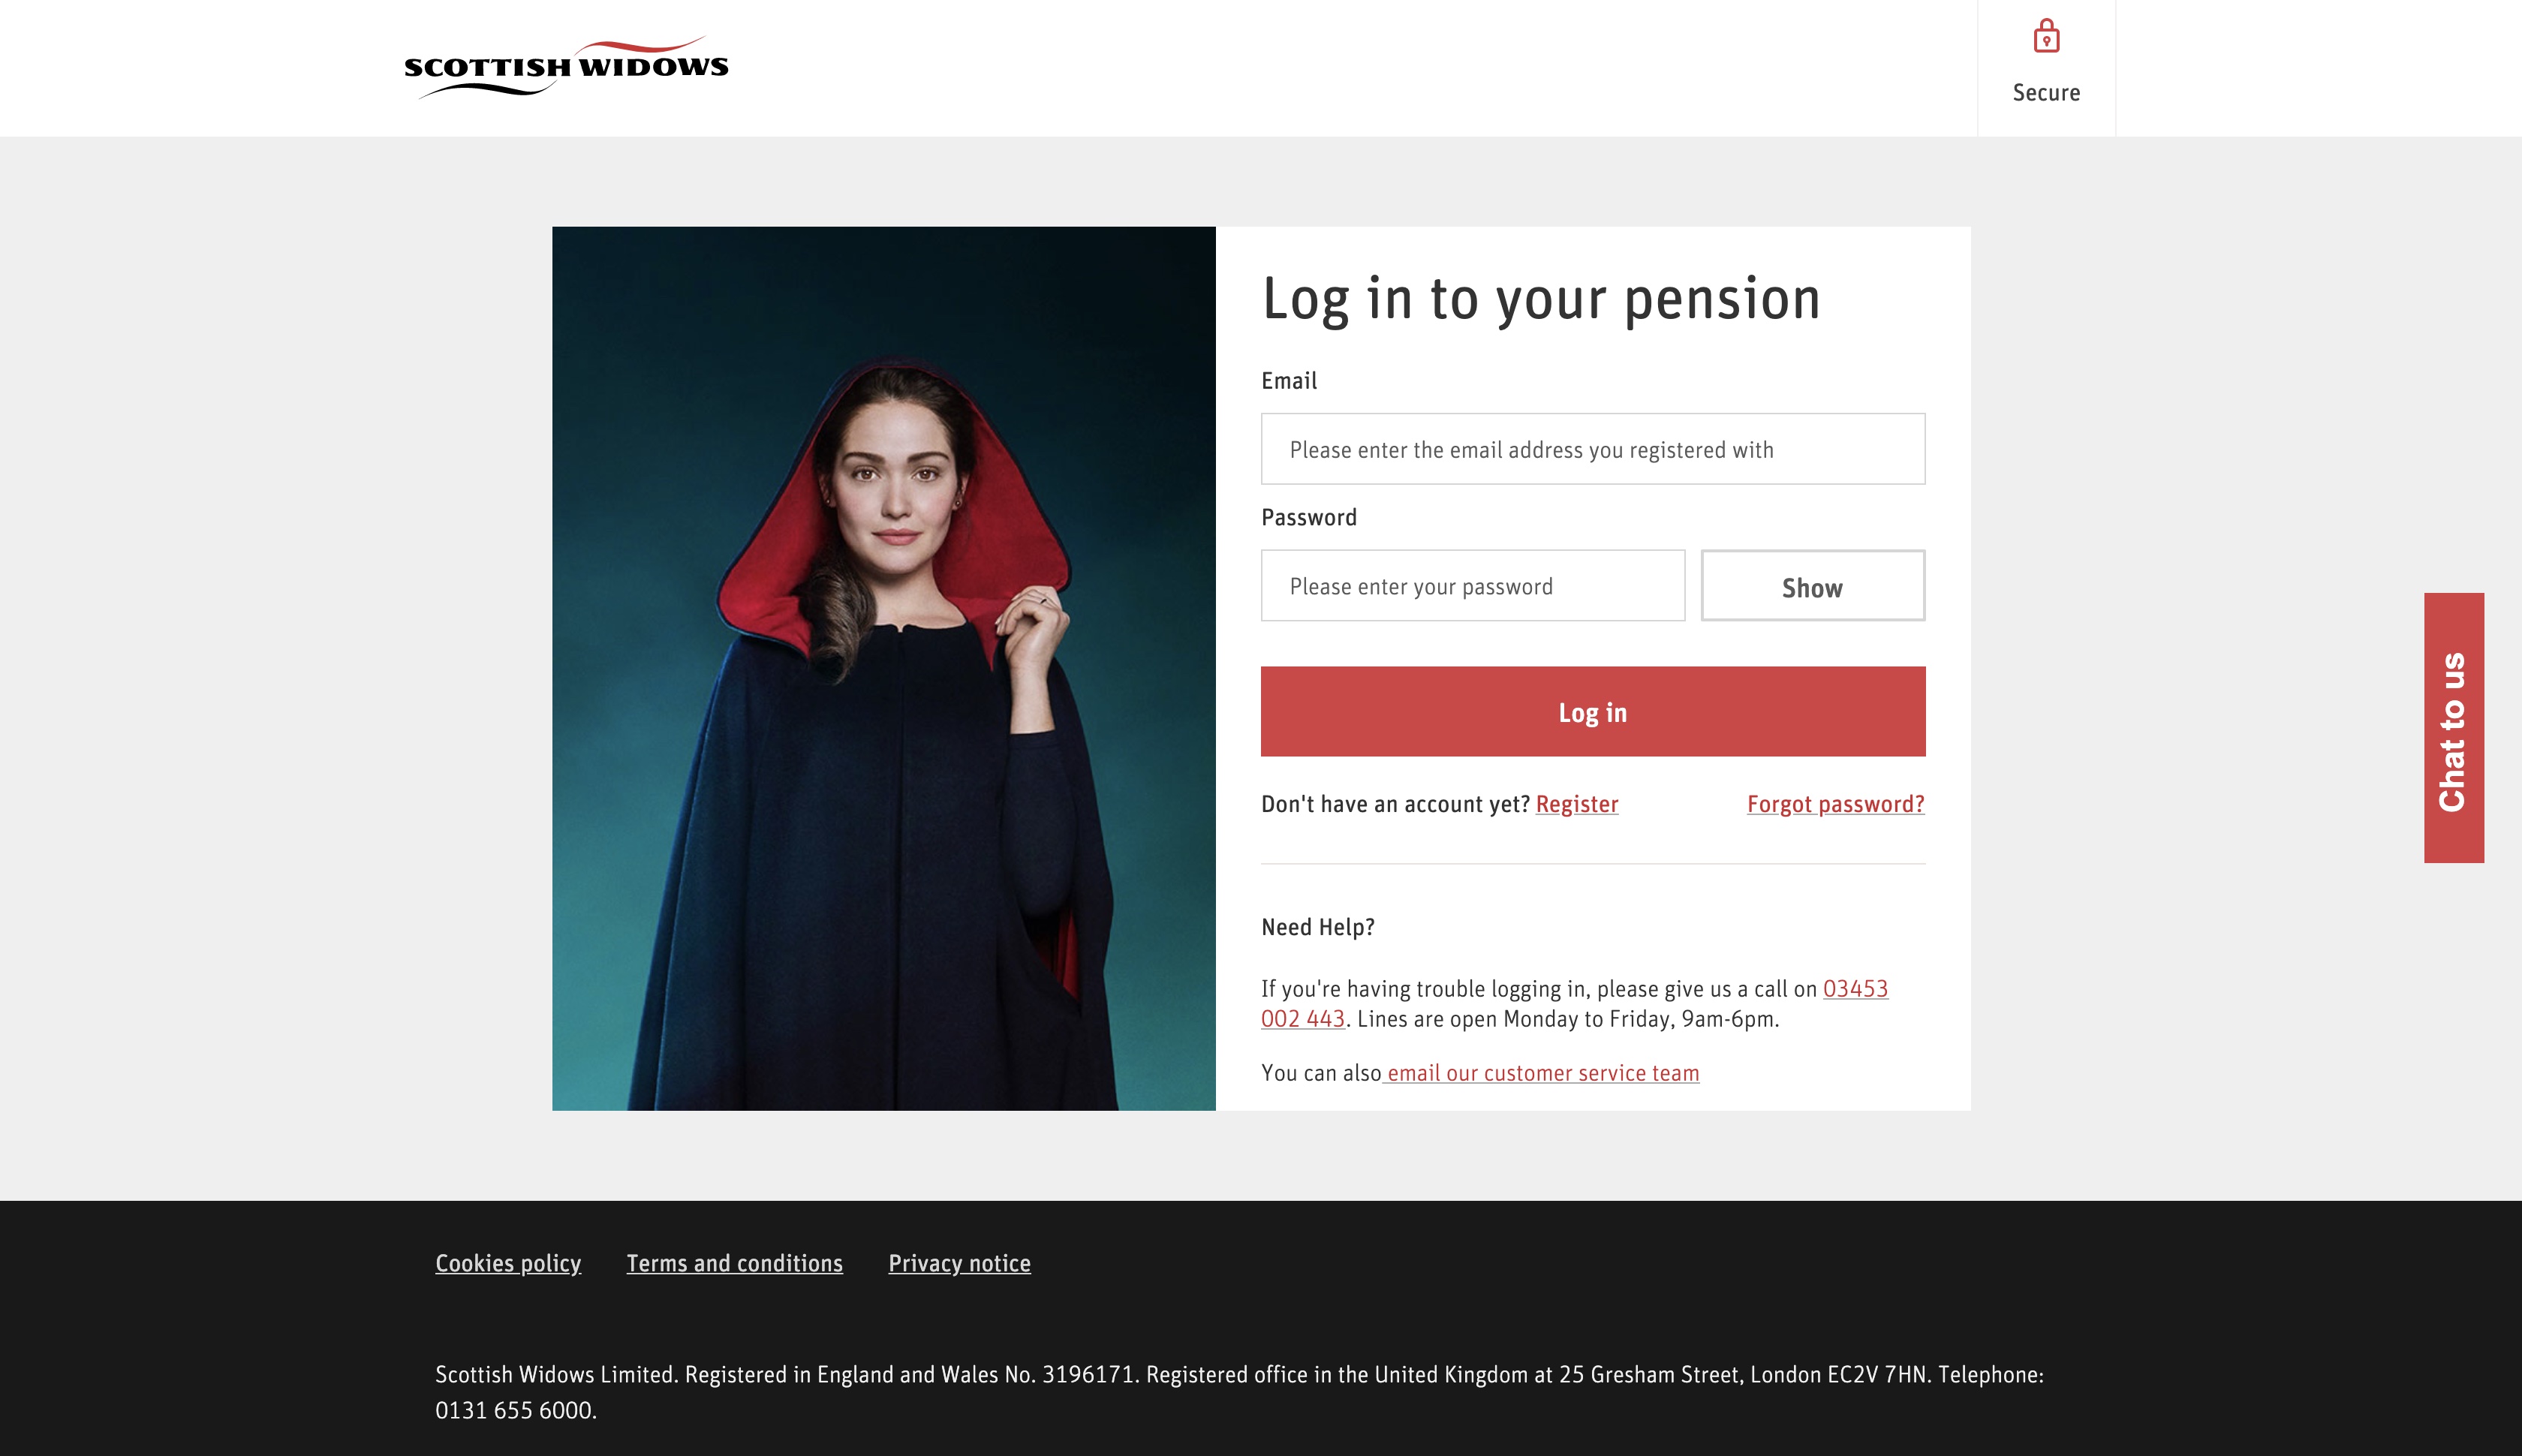 SCOTTISH WIDOWS
Secure
Log in to your pension
Email
Please enter the email address you registered with
Password
Please enter your password
Show
Log in
Don't have an account yet? Register
Forgot password?
Need Help?
If you're having trouble logging in, please give us a call on 03453
002 443. Lines are open Monday to Friday, 9am-6pm.
You can also email our customer service team
Chat to us
Cookies policy
Terms and conditions
Privacy notice
Scottish Widows Limited. Registered in England and Wales No. 3196171. Registered office in the United Kingdom at 25 Gresham Street, London EC2V 7HN. Telephone:
0131 655 6000.